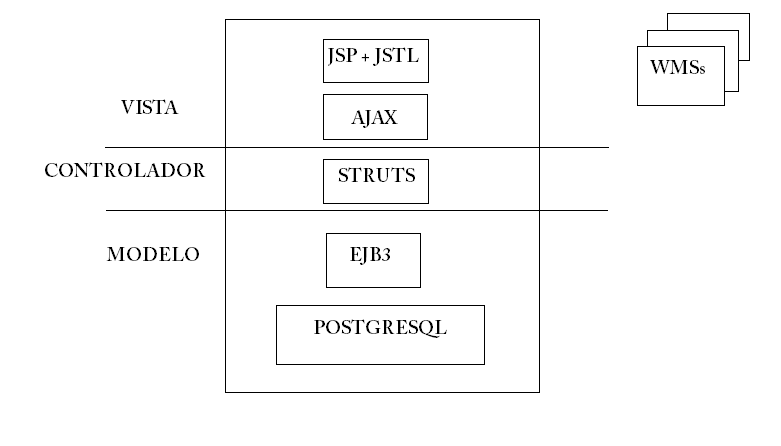 JSP + JSTL
WMSs
VISTA
AJAX
CONTROLADOR
STRUTS
MODELO
EJB3
POSTGRESQL